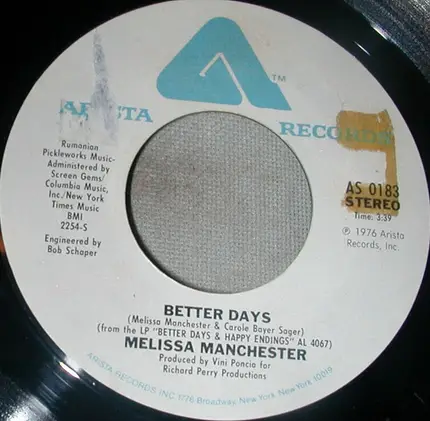 TM
ARISTA RECORDS
Rumanian
Pickleworks Music-
Administered by
Screen Gems/
Columbia Music,
Inc./New York
Times Music
BMI
2254-S
Engineered by
Bob Schaper
AS 0183
STEREO
Time: 3:39
℗ 1976 Arista
Records, Inc.
BETTER DAYS
(Melissa Manchester & Carole Bayer Sager)
(from the LP "BETTER DAYS & HAPPY ENDINGS" AL 4067)
MELISSA MANCHESTER
Produced by Vini Poncia for
Richard Perry Productions
ARISTA RECORDS INC. 1776 Broadway, New York, New York 10019